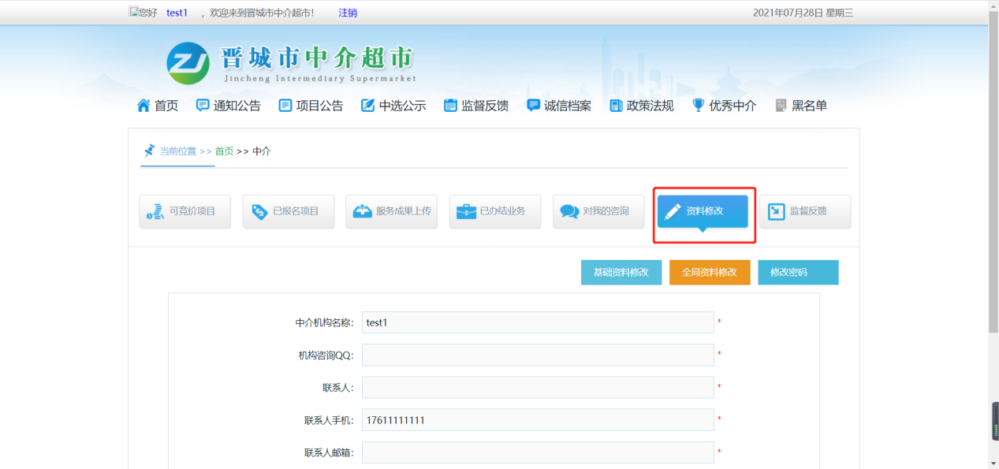 您好 test1 ，欢迎来到晋城市中介超市! 注销 2021年07月28日 星期三
ZJ 晋城市中介超市
Jincheng Intermediary Supermarket
首页 通知公告 项目公告 中选公示 监督反馈 诚信档案 政策法规 优秀中介 黑名单
当前位置 >> 首页 >> 中介
可竞价项目 已报名项目 服务成果上传 已办结业务 对我的咨询 资料修改 监督反馈
基础资料修改 全局资料修改 修改密码
中介机构名称: test1 *
机构咨询QQ: *
联系人: *
联系人手机: 17611111111 *
联系人邮箱: *